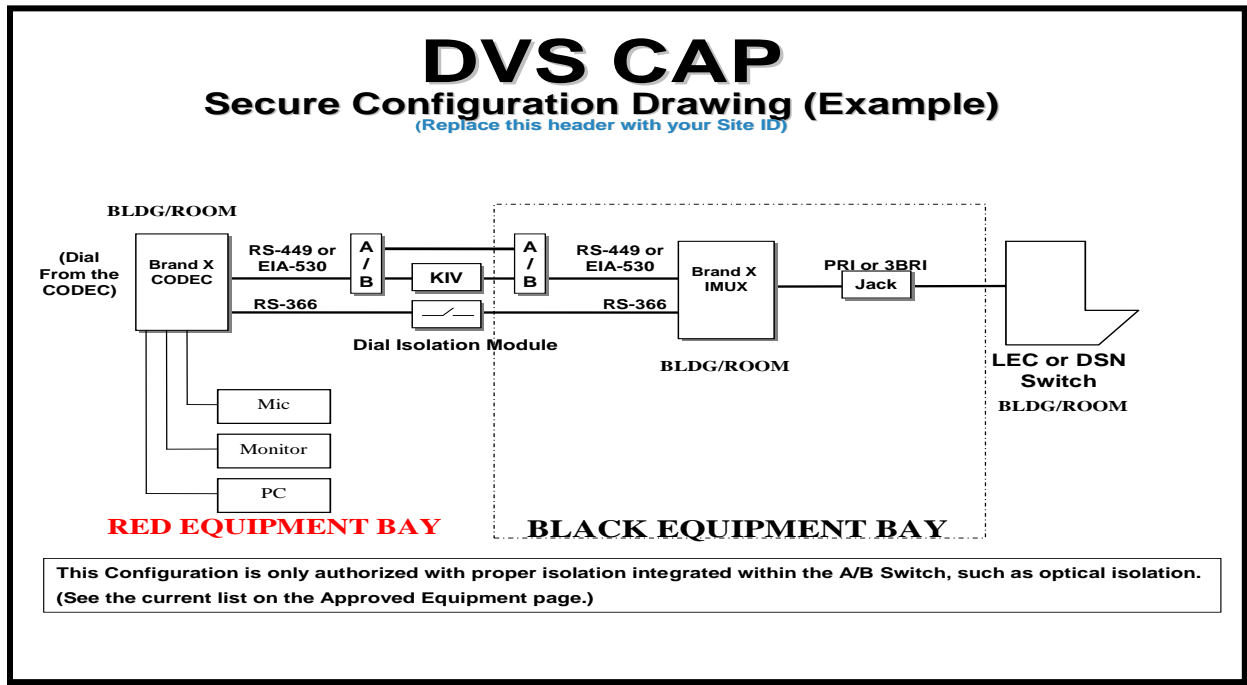 DVS CAP
Secure Configuration Drawing (Example)
(Replace this header with your Site ID)
BLDG/ROOM
(Dial
From the
CODEC)
Brand X
CODEC
RS-449 or
EIA-530
RS-366
A
/
B
KIV
Dial Isolation Module
A
/
B
RS-449 or
EIA-530
RS-366
Brand X
IMUX
BLDG/ROOM
PRI or 3BRI
Jack
LEC or DSN
Switch
BLDG/ROOM
Mic
Monitor
PC
RED EQUIPMENT BAY
BLACK EQUIPMENT BAY
This Configuration is only authorized with proper isolation integrated within the A/B Switch, such as optical isolation.
(See the current list on the Approved Equipment page.)